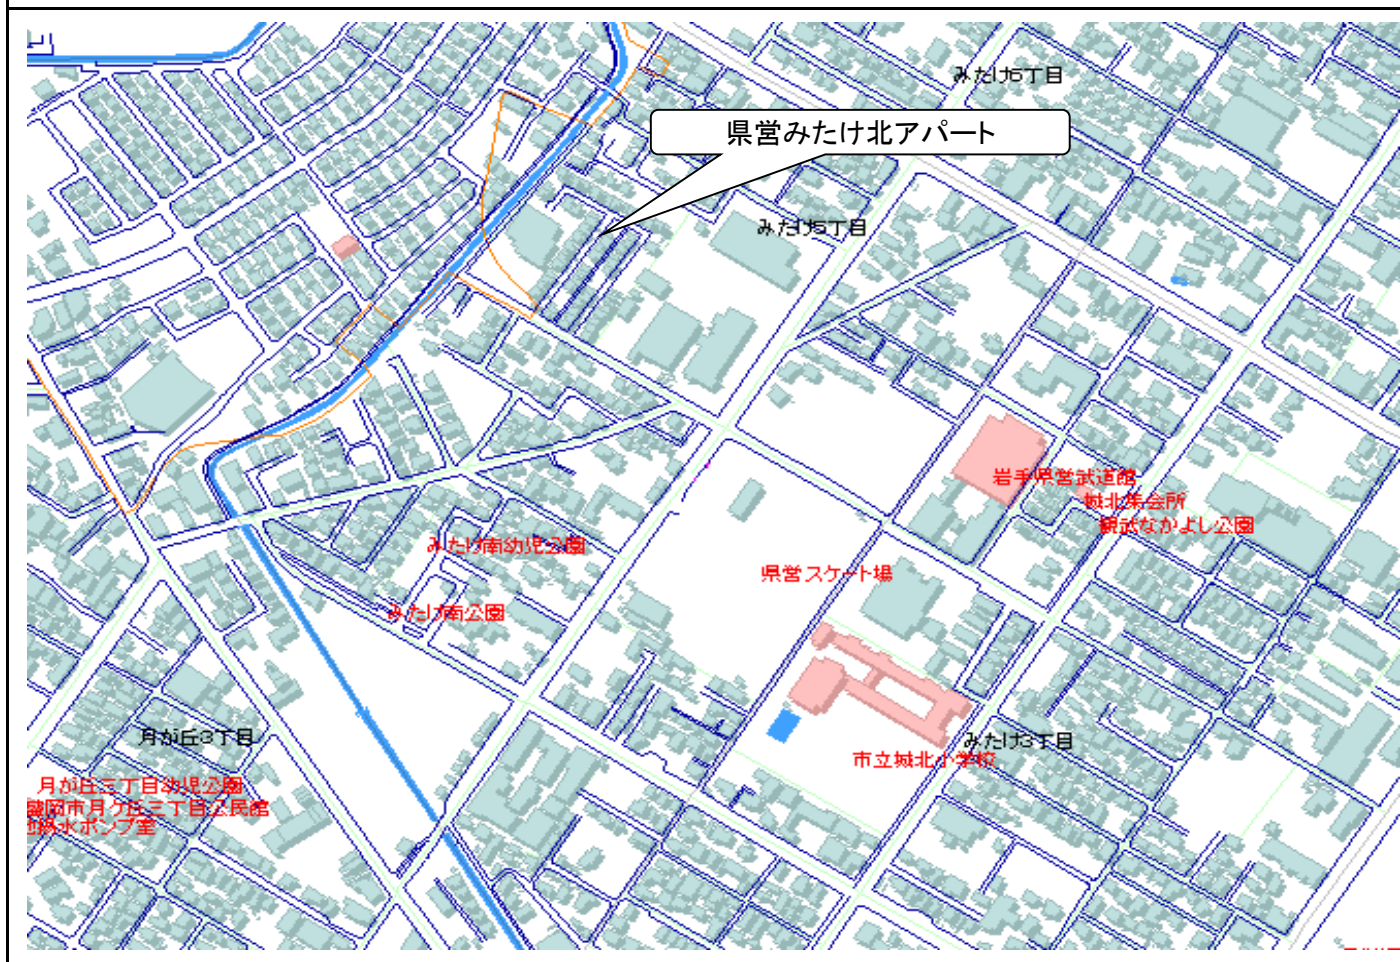 みたけ6丁目
県営みたけ北アパート
みたけ5丁目
岩手県営武道館
城北集会所
観武なかよし公園
みたけ南幼児公園
県営スケート場
みたけ南公園
月が丘3丁目
みたけ3丁目
市立城北小学校
月が丘三丁目幼児公園
盛岡市月ケ丘三丁目公民館
揚水ポンプ室